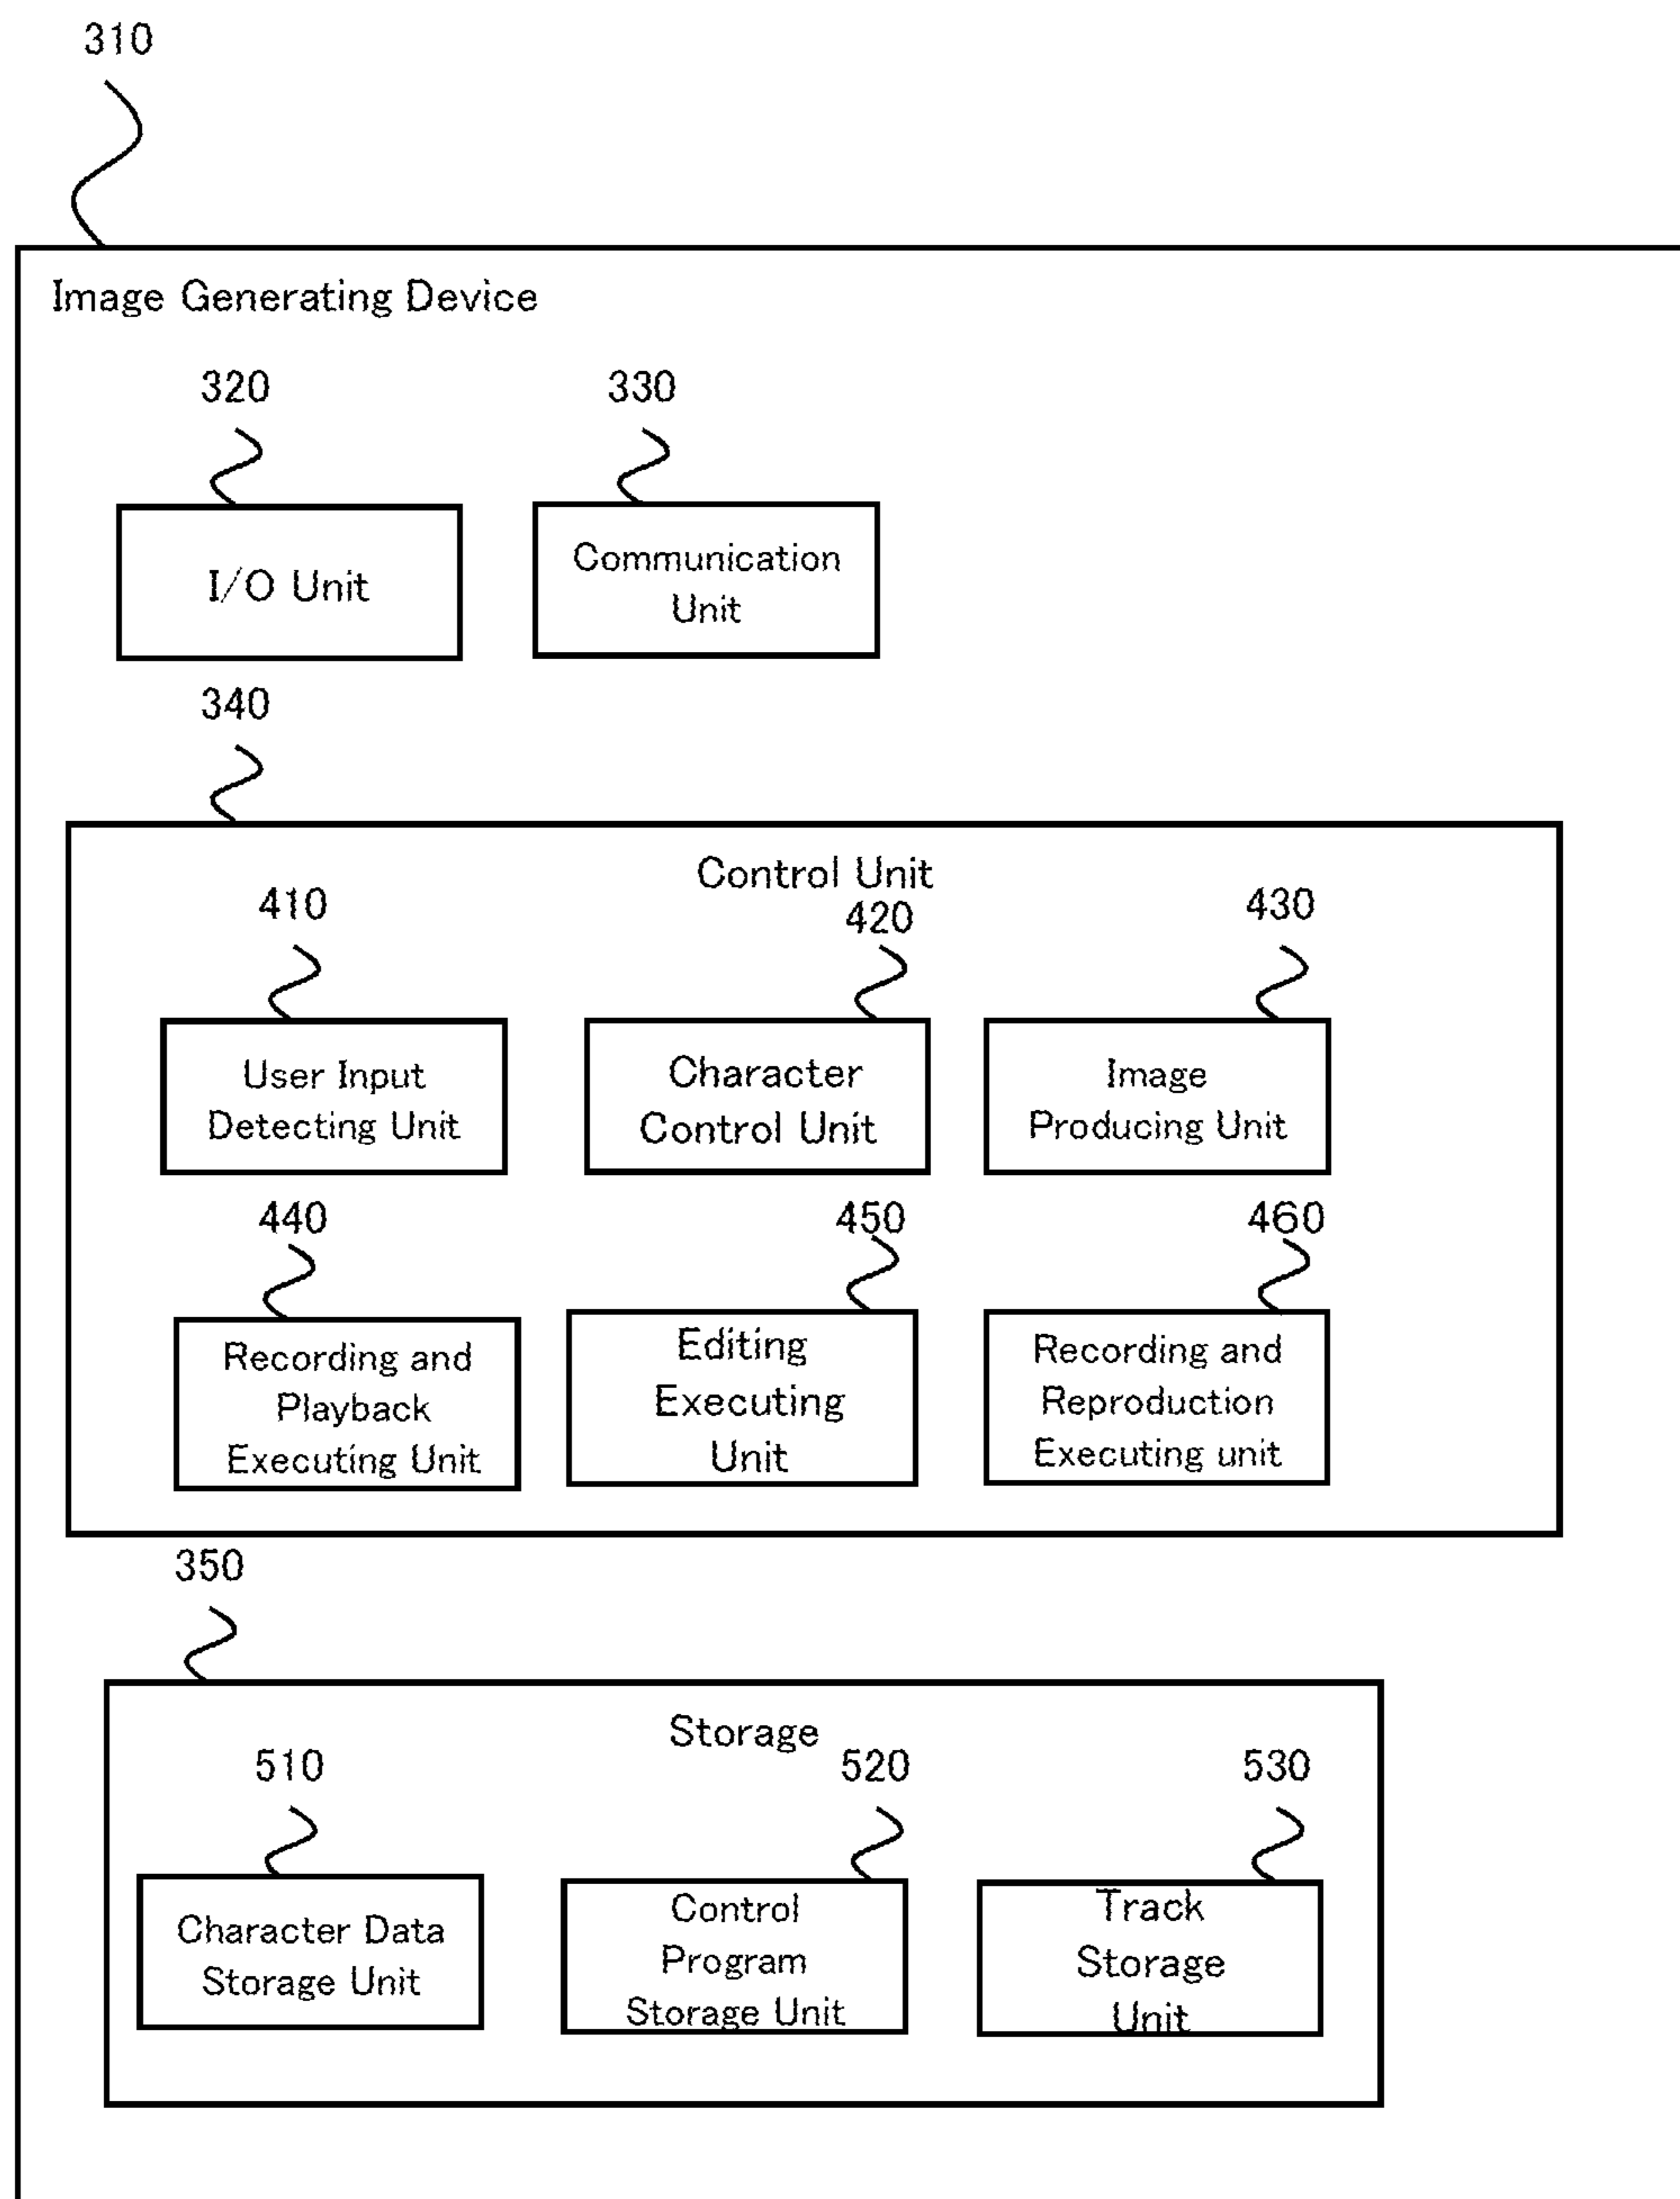 310
Image Generating Device
320
330
I/O Unit
Communication
Unit
340
Control Unit
410
420
430
User Input
Detecting Unit
Character
Control Unit
Image
Producing Unit
440
450
460
Recording and
Playback
Executing Unit
Editing
Executing
Unit
Recording and
Reproduction
Executing unit
350
Storage
510
520
530
Character Data
Storage Unit
Control
Program
Storage Unit
Track
Storage
Unit